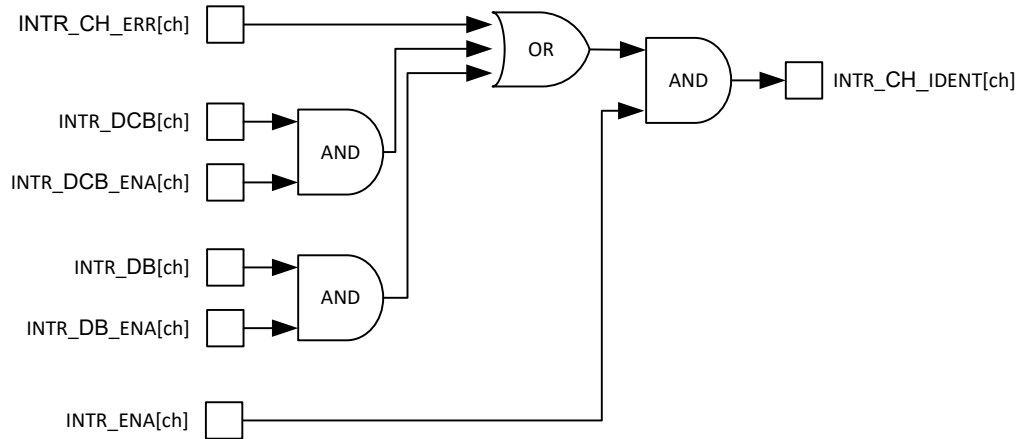 INTR_CH_ERR[ch]
OR
AND
INTR_CH_IDENT[ch]
INTR_DCB[ch]
AND
INTR_DCB_ENA[ch]
INTR_DB[ch]
AND
INTR_DB_ENA[ch]
INTR_ENA[ch]